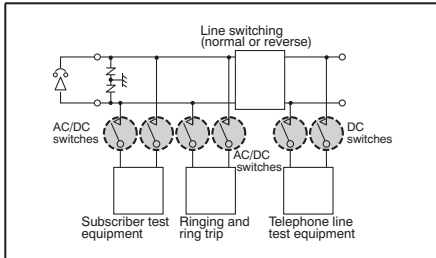 Line switching
(normal or reverse)
AC/DC
switches
DC
switches
AC/DC
switches
Subscriber test
equipment
Ringing and
ring trip
Telephone line
test equipment